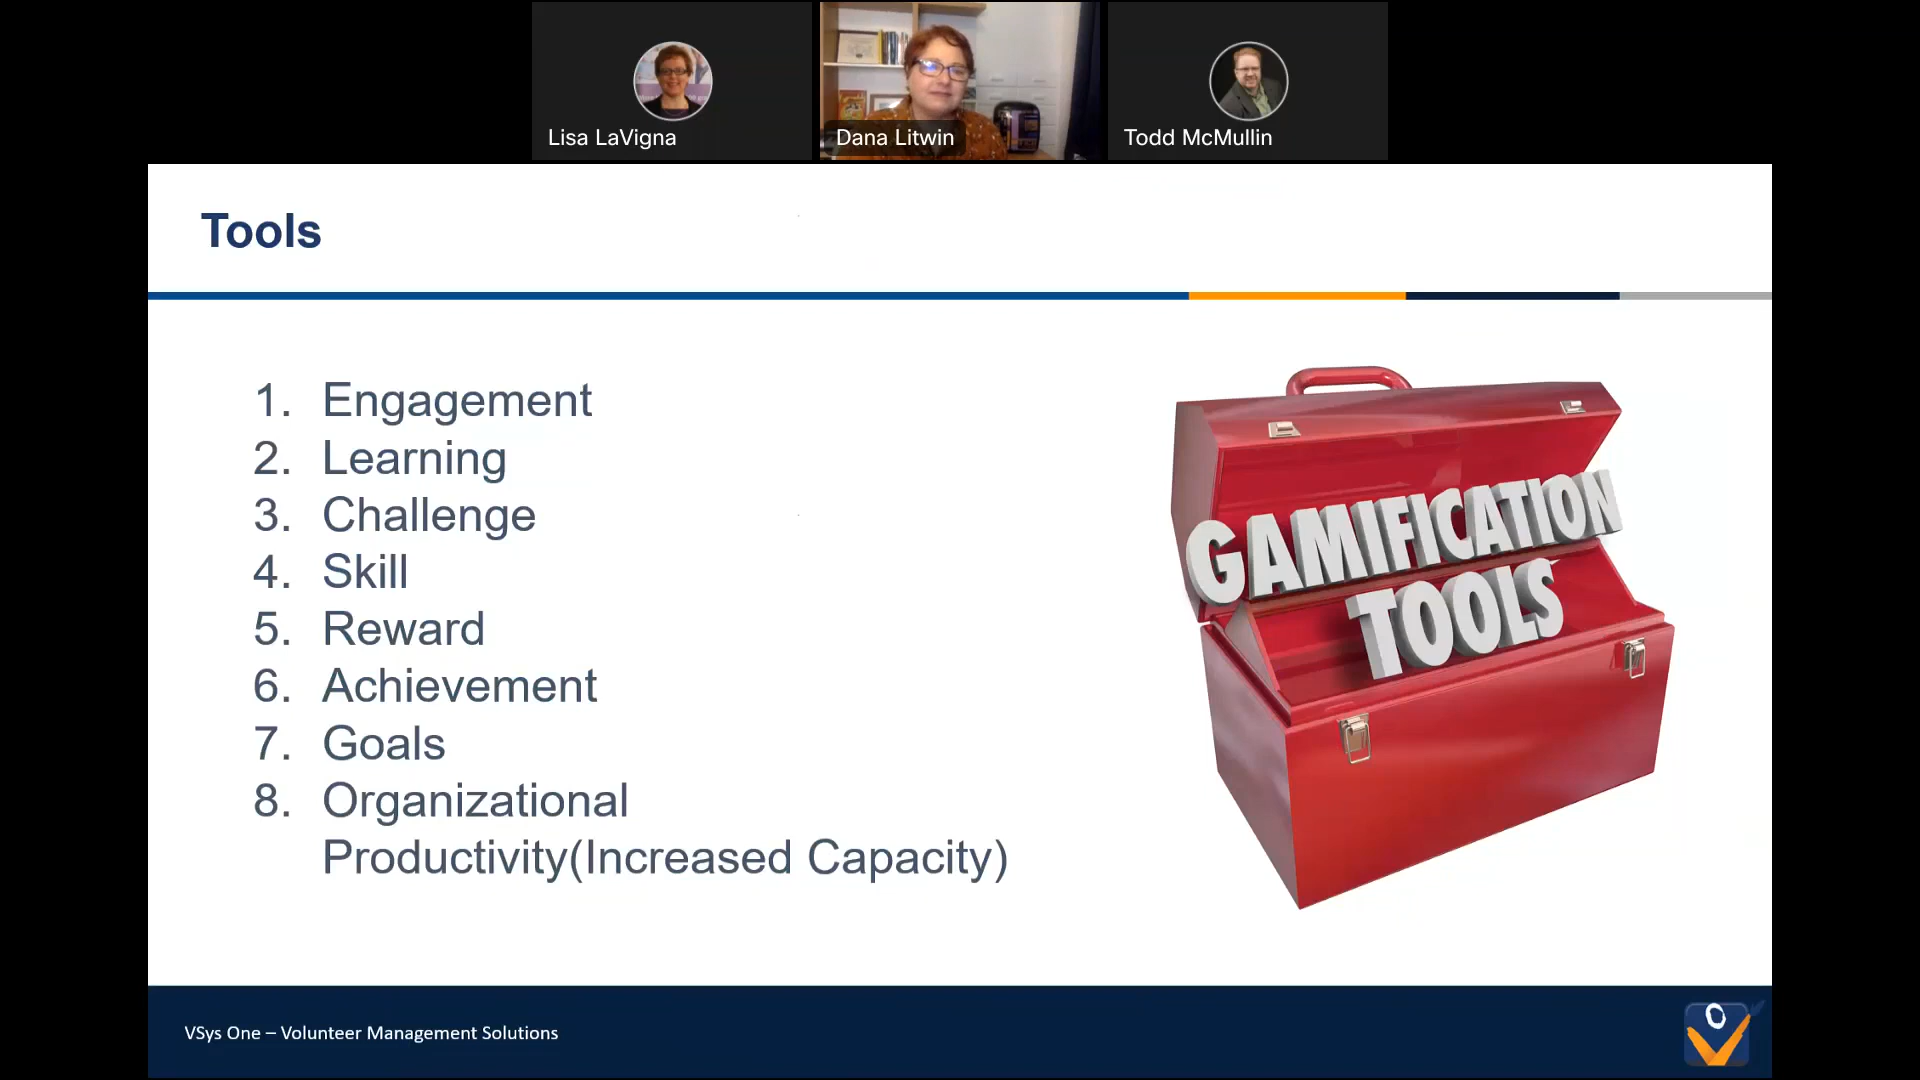 Lisa LaVigna
Dana Litwin
Todd McMullin
Tools
1. Engagement
2. Learning
3. Challenge
4. Skill
5. Reward
6. Achievement
7. Goals
8. Organizational
Productivity(Increased Capacity)
GAMIFICATION
TOOLS
VSys One – Volunteer Management Solutions